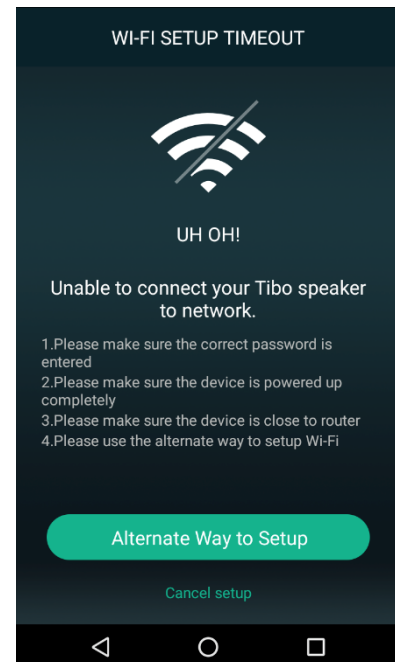 WI-FI SETUP TIMEOUT
UH OH!
Unable to connect your Tibo speaker
to network.
1.Please make sure the correct password is
entered
2.Please make sure the device is powered up
completely
3.Please make sure the device is close to router
4.Please use the alternate way to setup Wi-Fi
Alternate Way to Setup
Cancel setup